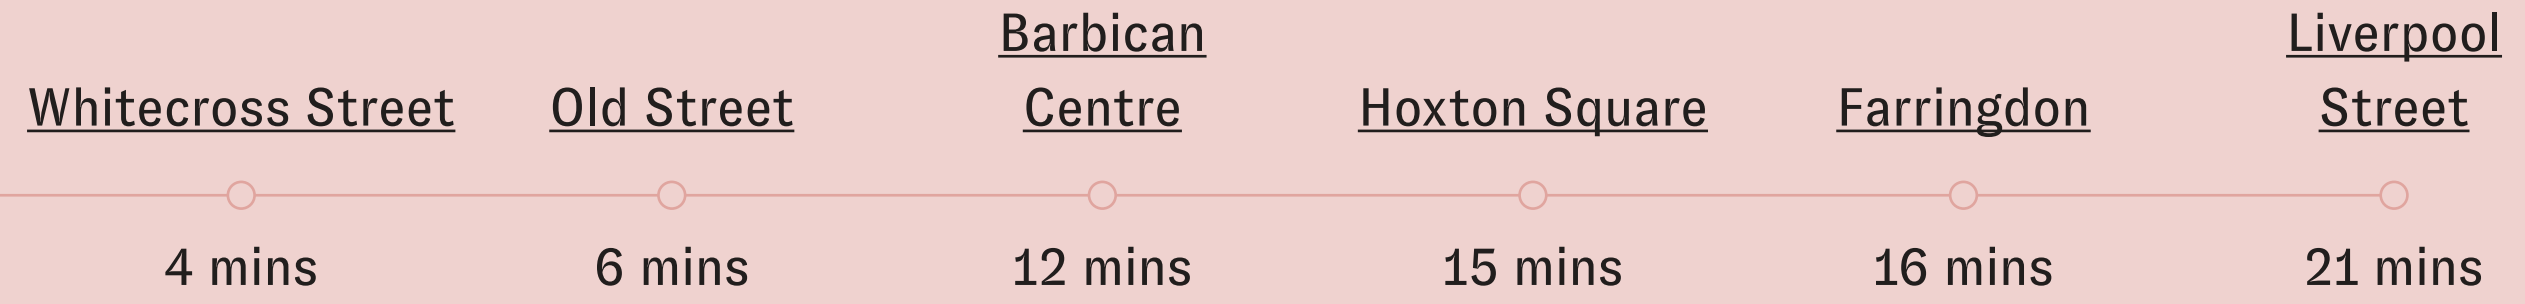 Whitecross Street
4 mins
Old Street
6 mins
Barbican
Centre
12 mins
Hoxton Square
15 mins
Farringdon
16 mins
Liverpool
Street
21 mins